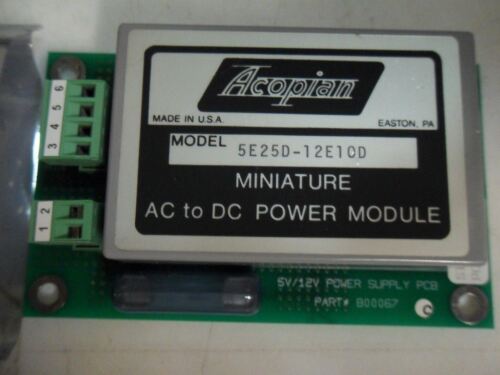 Acopian
MADE IN U.S.A.
EASTON, PA
MODEL 5E25D-12E10D
MINIATURE
AC to DC POWER MODULE
3 4 5 6
1 2
5V/12V POWER SUPPLY PCB
PART# B00067